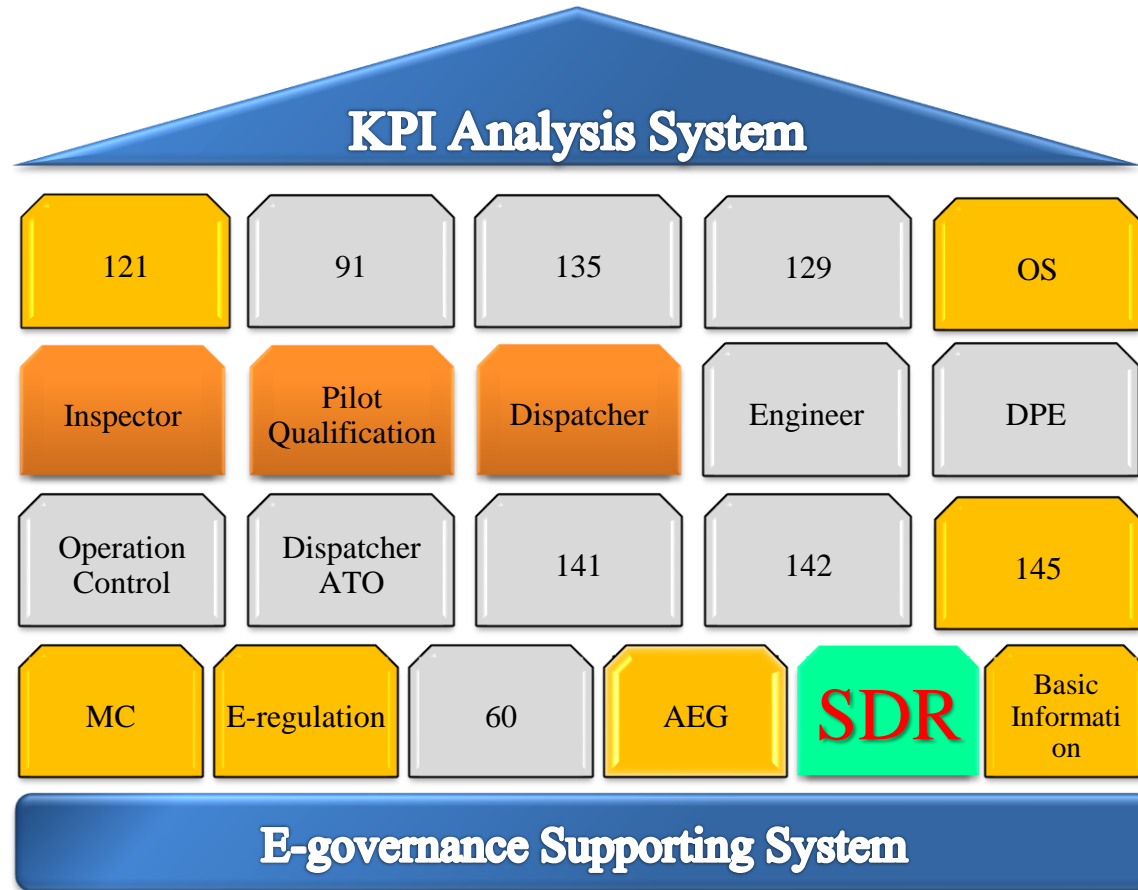 KPI Analysis System
121
91
135
129
OS
Inspector
Pilot
Qualification
Dispatcher
Engineer
DPE
Operation
Control
Dispatcher
ATO
141
142
145
MC
E-regulation
60
AEG
SDR
Basic
Informati
on
E-governance Supporting System